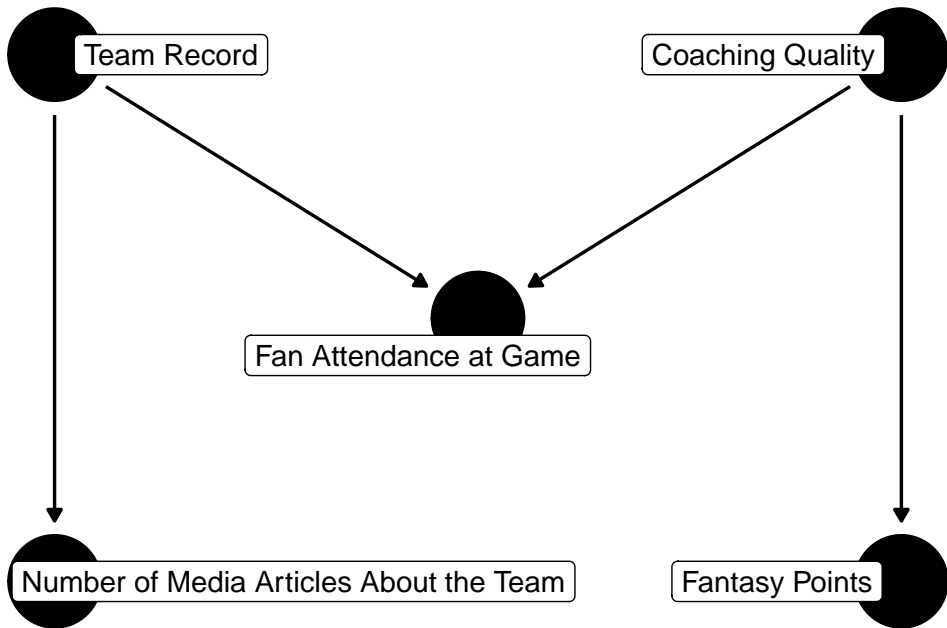 Team Record
Coaching Quality
Fan Attendance at Game
Number of Media Articles About the Team
Fantasy Points